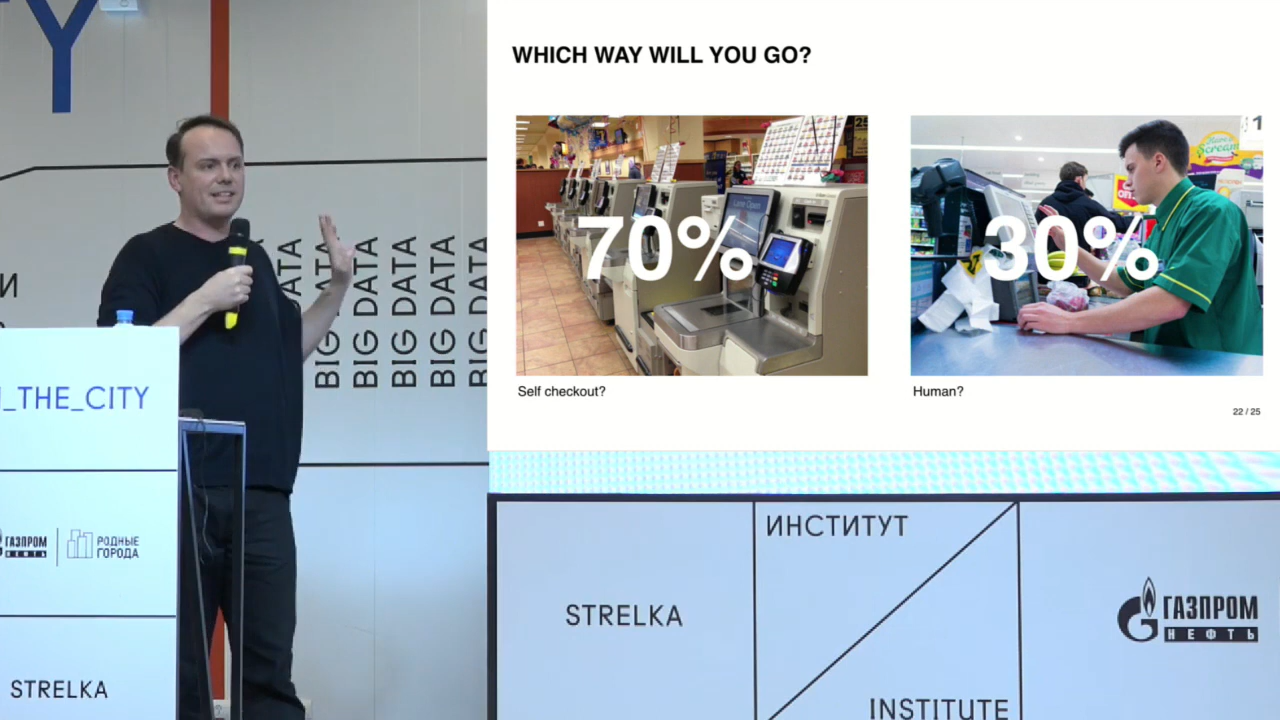 WHICH WAY WILL YOU GO?
70%
30%
Self checkout?
Human?
22 / 25
BIG DATA
BIG DATA
BIG DATA
BIG DATA
BIG DATA
_THE_CITY
ГАЗПРОМ
НЕФТЬ
РОДНЫЕ
ГОРОДА
STRELKA
STRELKA
ИНСТИТУТ
INSTITUTE
ГАЗПРОМ
НЕФТЬ